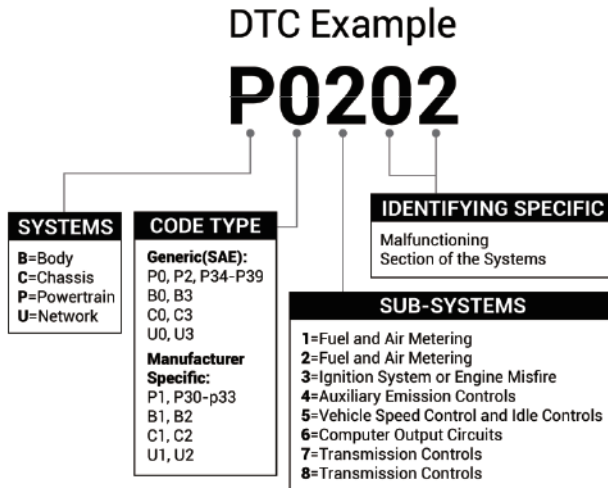 DTC Example
P0202
SYSTEMS
B=Body
C=Chassis
P=Powertrain
U=Network
CODE TYPE
Generic(SAE):
P0, P2, P34-P39
B0, B3
C0, C3
U0, U3
Manufacturer
Specific:
P1, P30-p33
B1, B2
C1, C2
U1, U2
IDENTIFYING SPECIFIC
Malfunctioning
Section of the Systems
SUB-SYSTEMS
1=Fuel and Air Metering
2=Fuel and Air Metering
3=Ignition System or Engine Misfire
4=Auxiliary Emission Controls
5=Vehicle Speed Control and Idle Controls
6=Computer Output Circuits
7=Transmission Controls
8=Transmission Controls